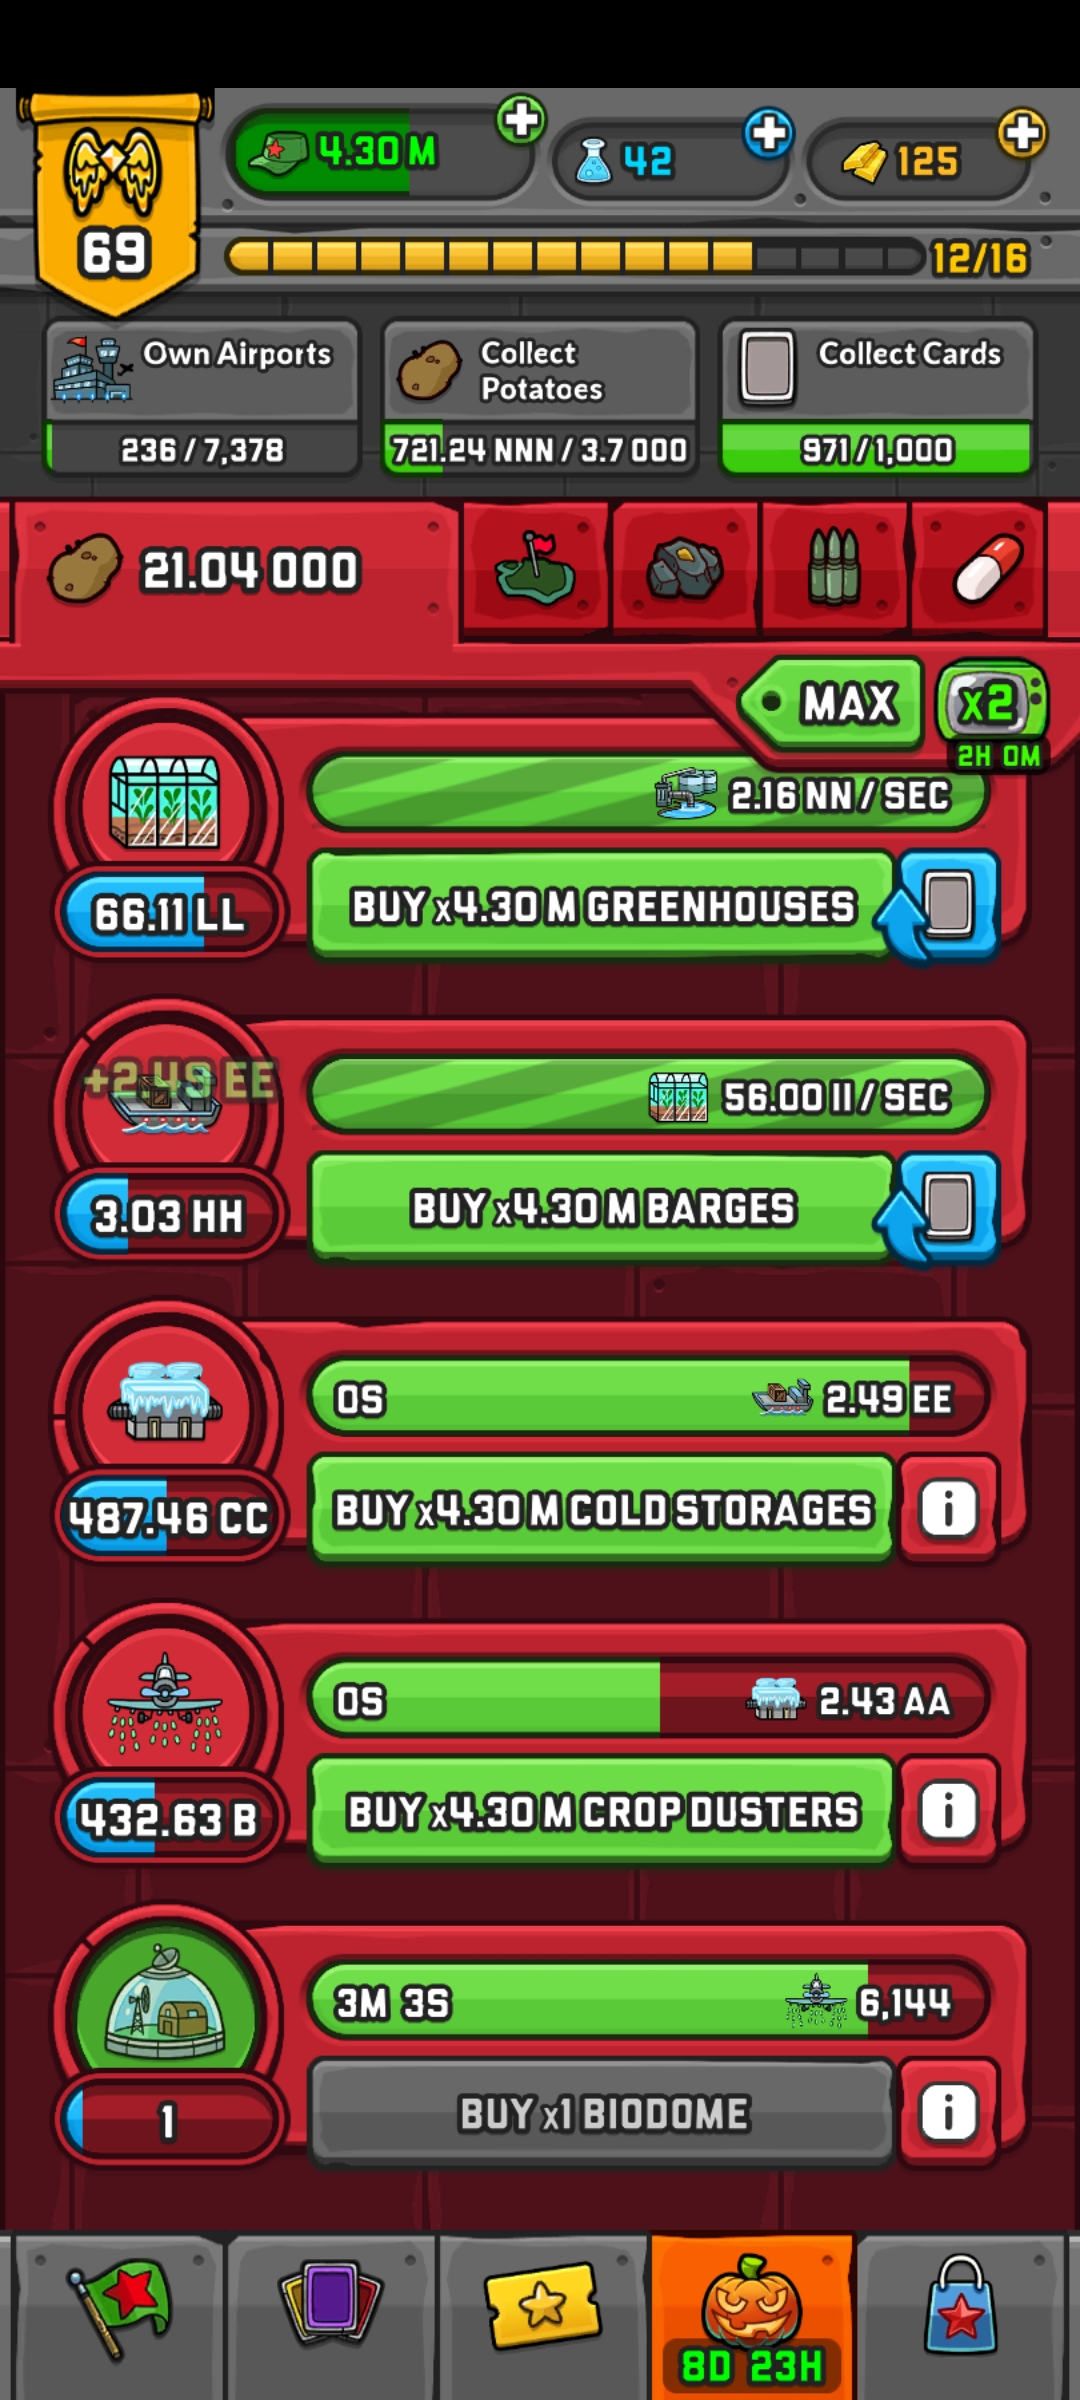 4.30 M
42
125
69
12/16
Own Airports
236 / 7,378
Collect
Potatoes
721.24 NNN / 3.7 OOO
Collect Cards
971 / 1,000
21.04 OOO
MAX
x2
2H 0M
2.16 NN / SEC
66.11 LL
BUY x4.30 M GREENHOUSES
+2.49 EE
56.00 II / SEC
3.03 HH
BUY x4.30 M BARGES
0S
2.49 EE
487.46 CC
BUY x4.30 M COLD STORAGES
i
0S
2.43 AA
432.63 B
BUY x4.30 M CROP DUSTERS
i
3M 3S
6,144
1
BUY x1 BIODOME
i
8D 23H